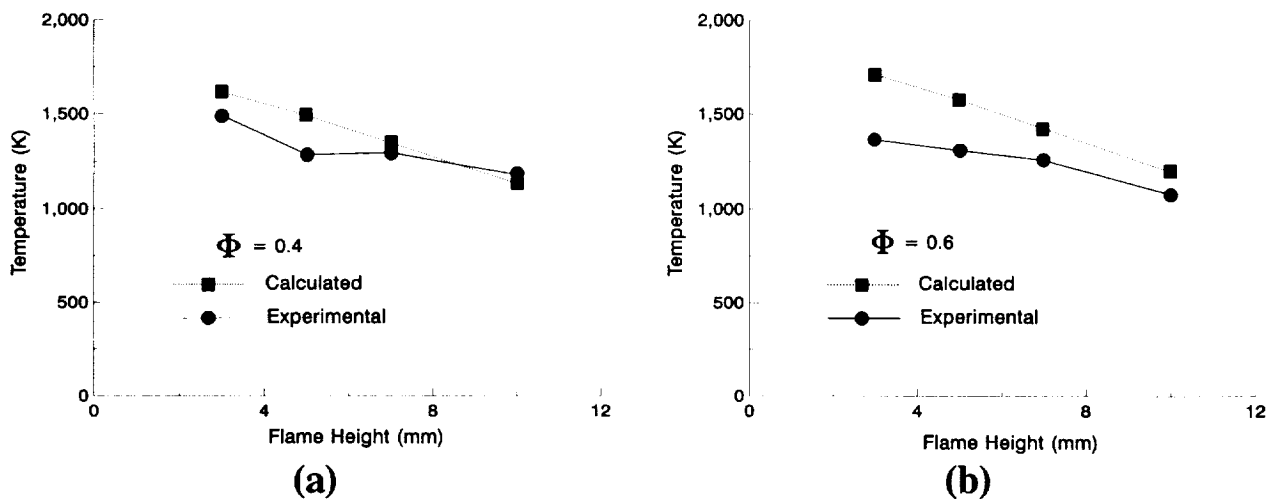 2,000
1,500
1,000
500
0
Temperature (K)
Φ = 0.4
Calculated
Experimental
0 4 8 12
Flame Height (mm)
(a)
2,000
1,500
1,000
500
0
Temperature (K)
Φ = 0.6
Calculated
Experimental
0 4 8 12
Flame Height (mm)
(b)